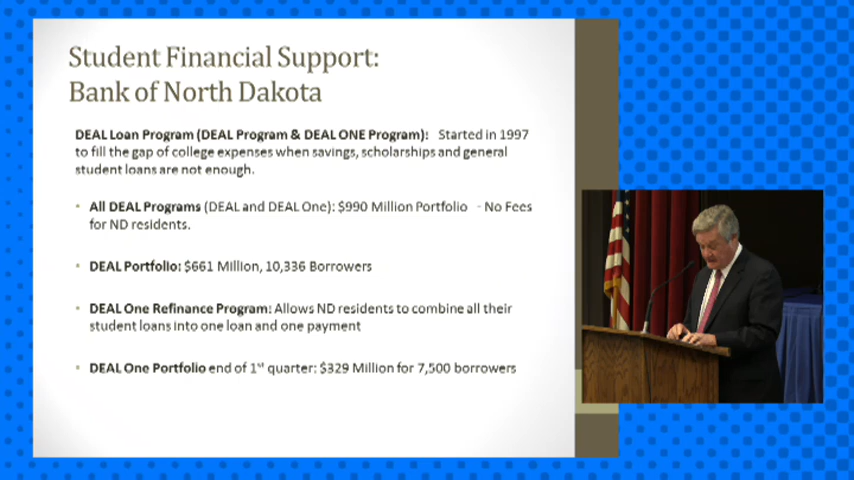 Student Financial Support:
Bank of North Dakota
DEAL Loan Program (DEAL Program & DEAL ONE Program): Started in 1997
to fill the gap of college expenses when savings, scholarships and general
student loans are not enough.
• All DEAL Programs (DEAL and DEAL One): $990 Million Portfolio - No Fees
for ND residents.
• DEAL Portfolio: $661 Million, 10,336 Borrowers
• DEAL One Refinance Program: Allows ND residents to combine all their
student loans into one loan and one payment
• DEAL One Portfolio end of 1st quarter: $329 Million for 7,500 borrowers